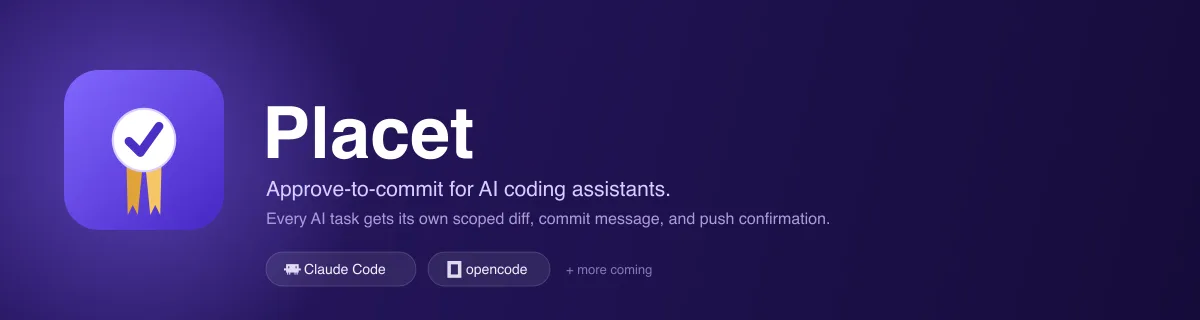 Placet
Approve-to-commit for AI coding assistants.
Every AI task gets its own scoped diff, commit message, and push confirmation.
Claude Code
opencode
+ more coming